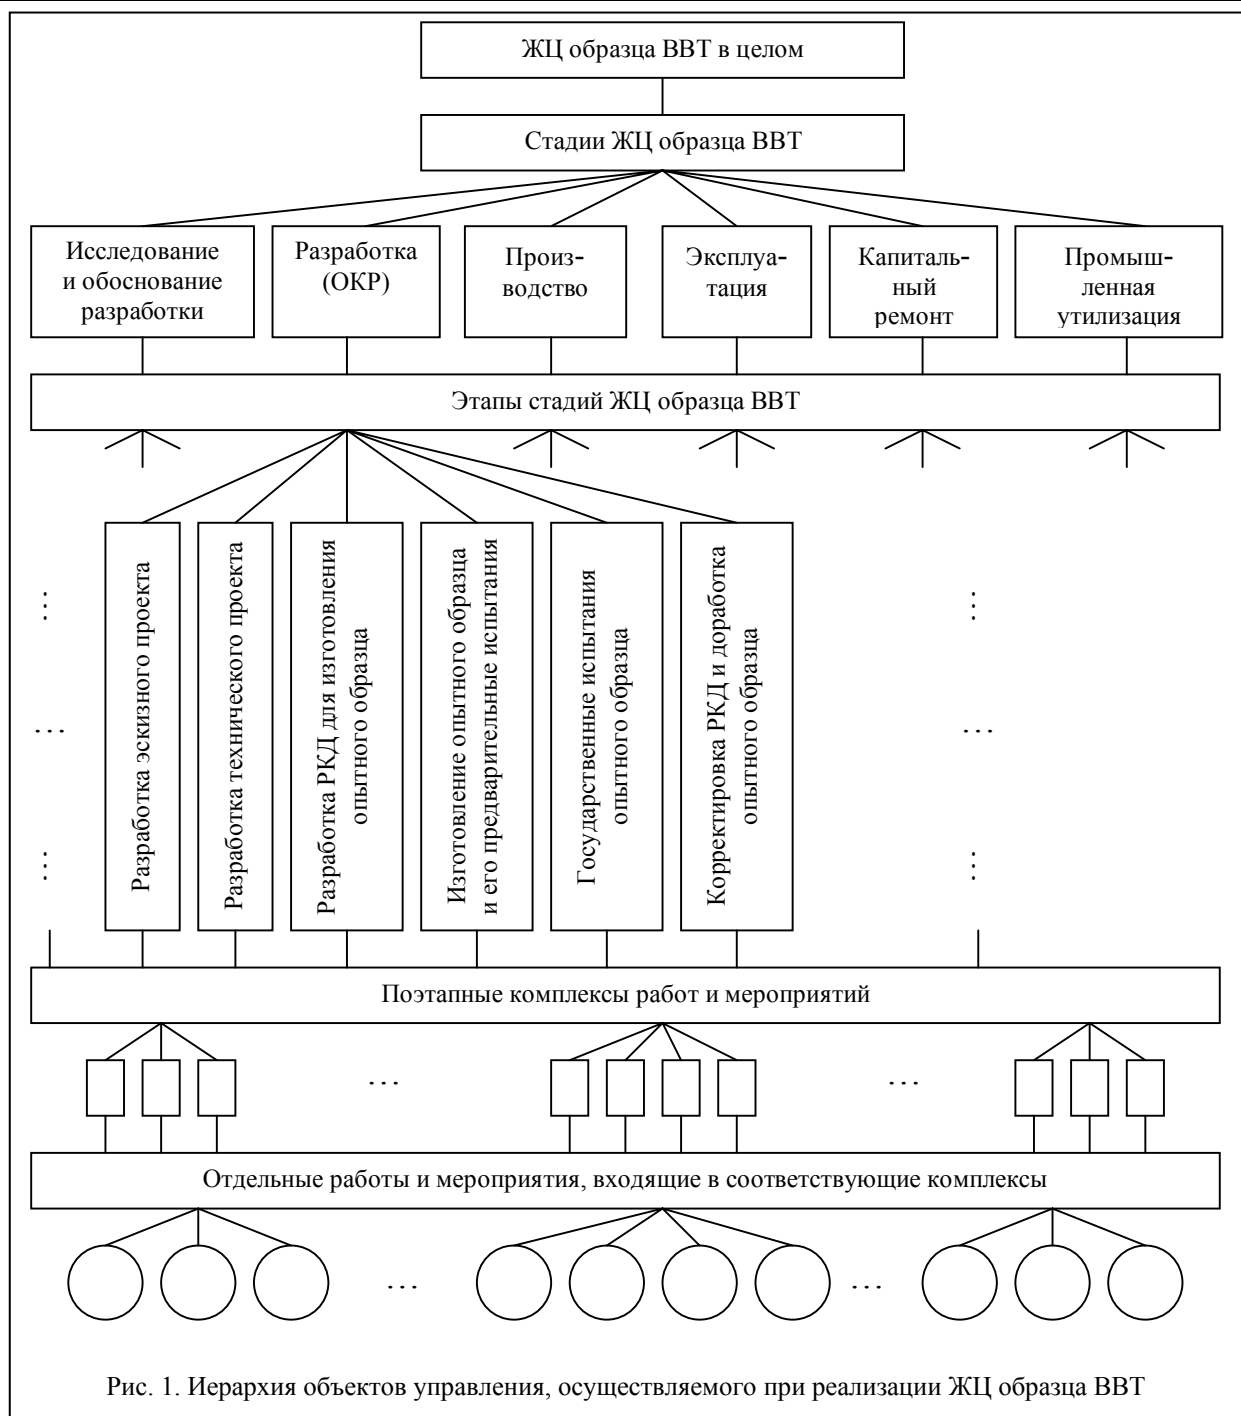 ЖЦ образца ВВТ в целом
Стадии ЖЦ образца ВВТ
Исследование
и обоснование
разработки
Разработка
(ОКР)
Произ-
водство
Эксплуа-
тация
Капиталь-
ный
ремонт
Промыш-
ленная
утилизация
Этапы стадий ЖЦ образца ВВТ
Разработка эскизного проекта
Разработка технического проекта
Разработка РКД для изготовления
опытного образца
Изготовление опытного образца
и его предварительные испытания
Государственные испытания
опытного образца
Корректировка РКД и доработка
опытного образца
...
...
...
...
...
...
Поэтапные комплексы работ и мероприятий
...
...
Отдельные работы и мероприятия, входящие в соответствующие комплексы
...
...
Рис. 1. Иерархия объектов управления, осуществляемого при реализации ЖЦ образца ВВТ